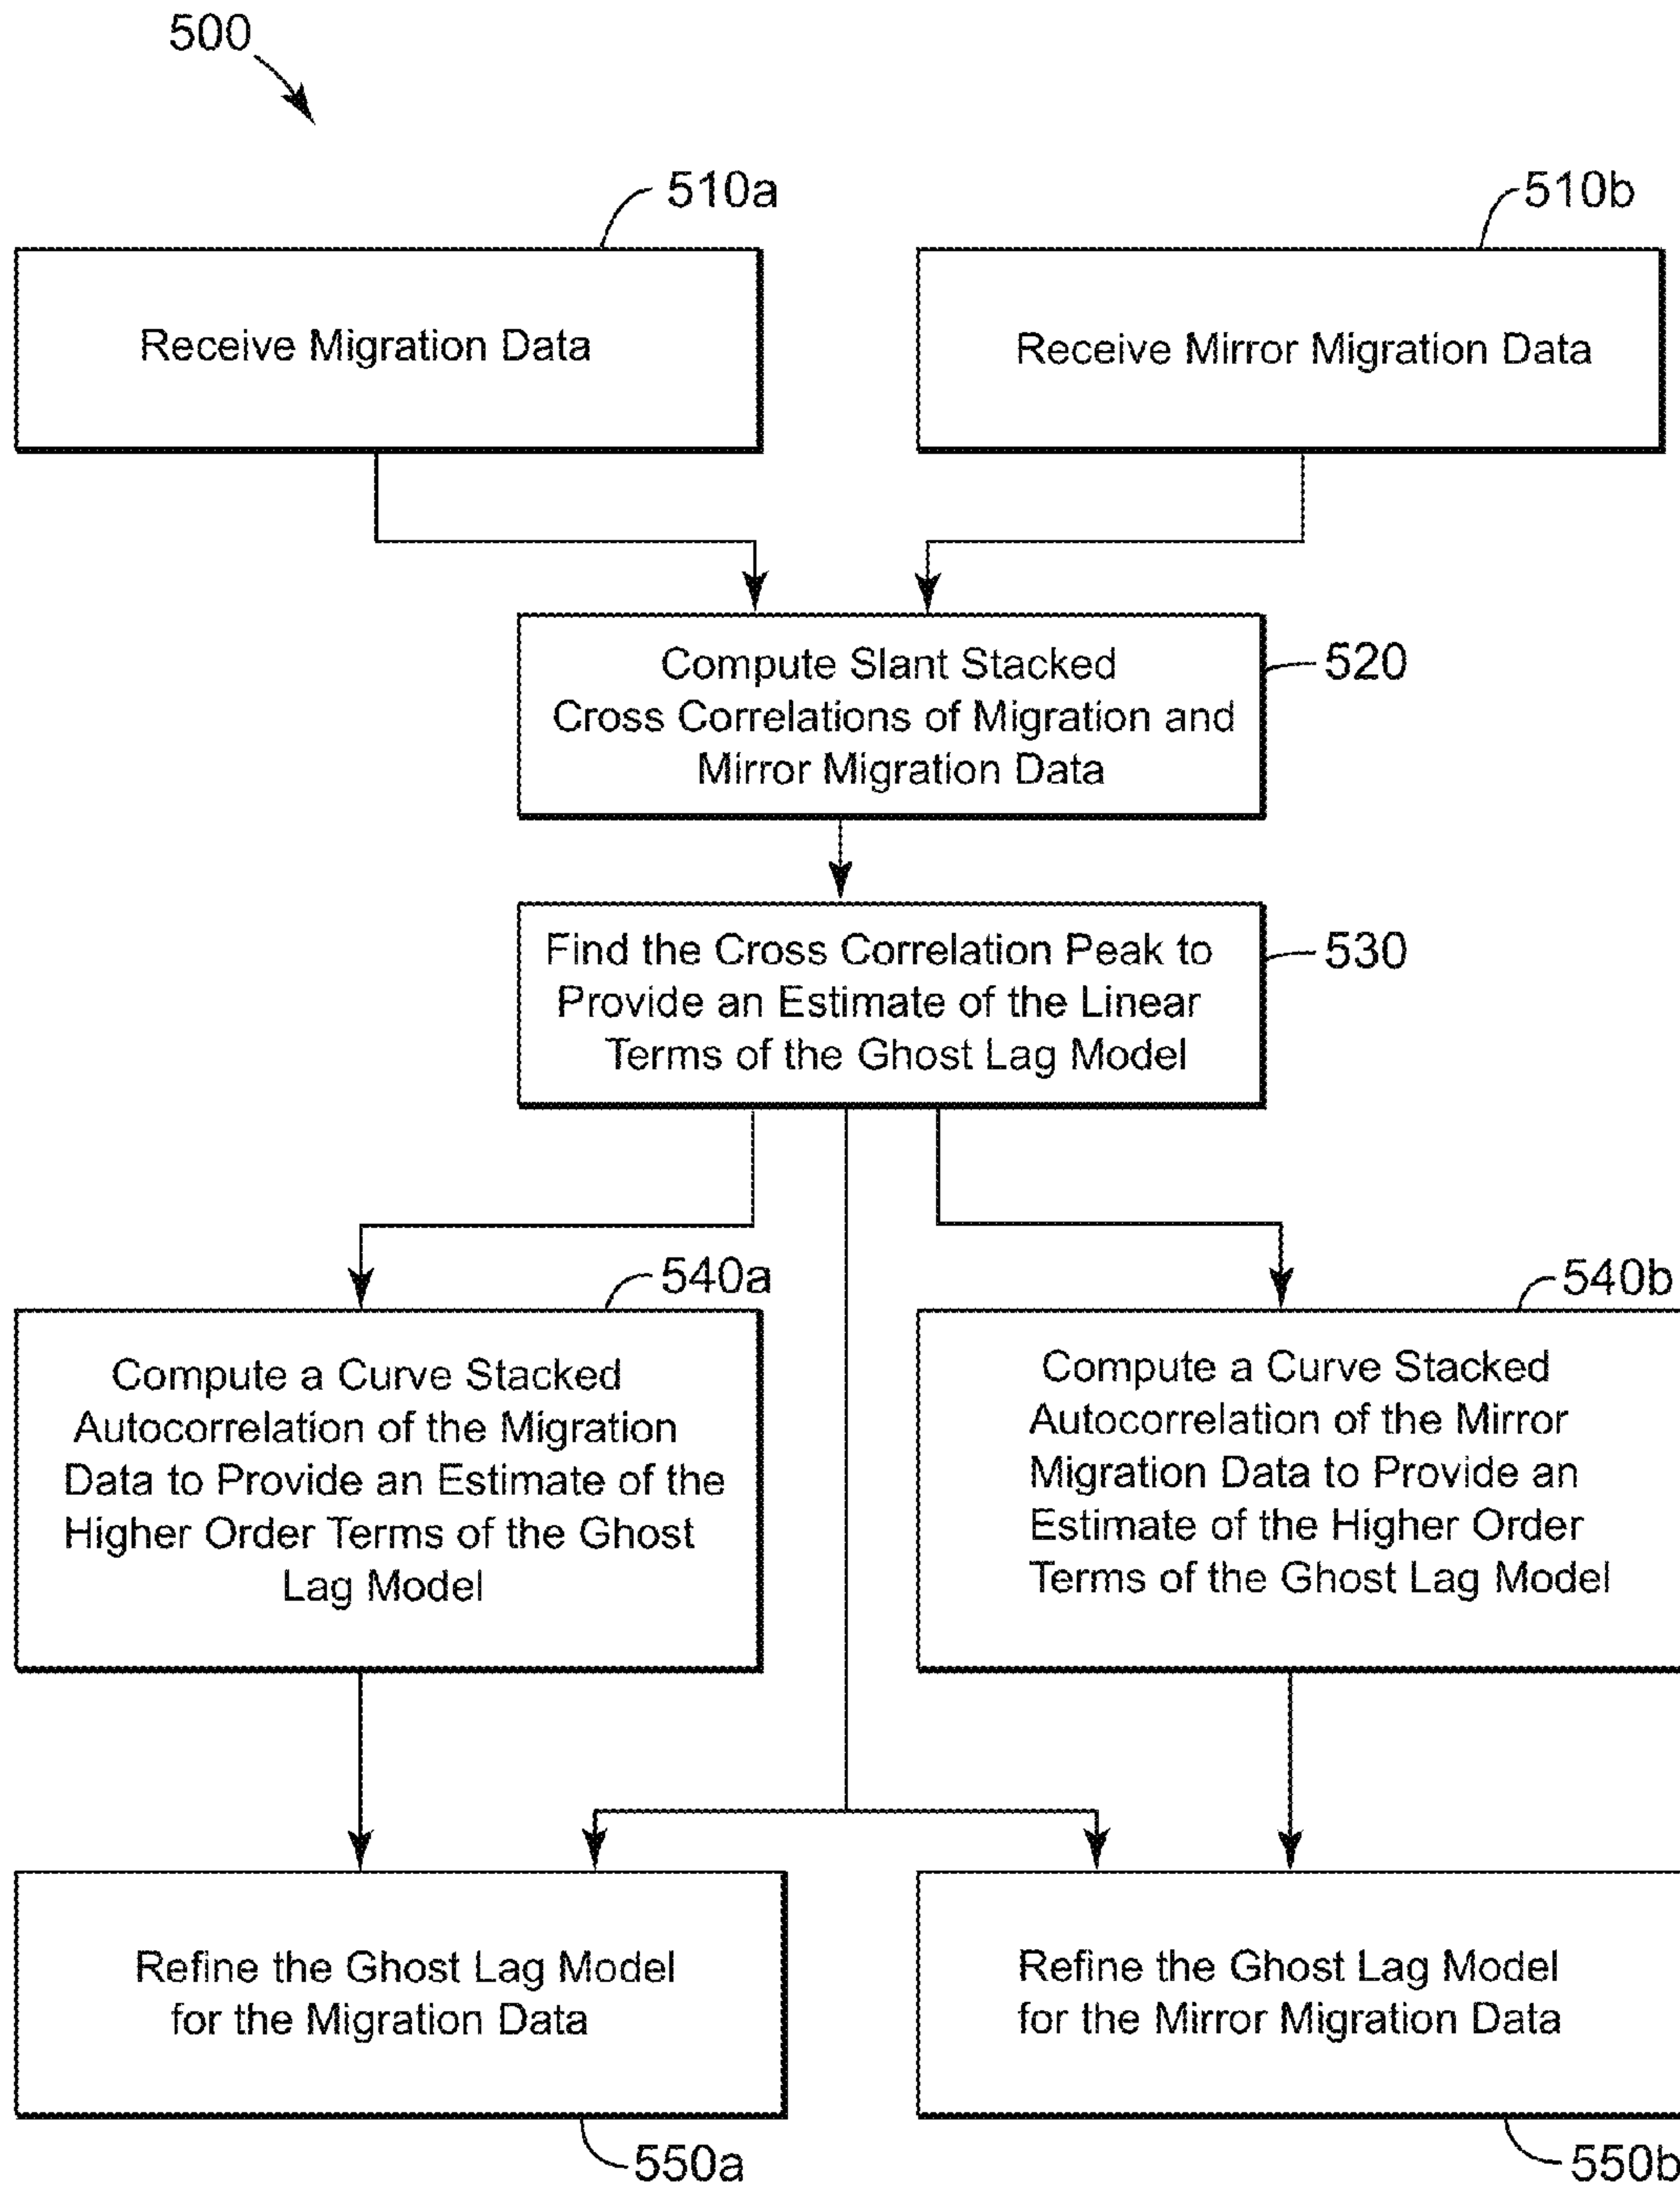 500
510a
510b
Receive Migration Data
Receive Mirror Migration Data
Compute Slant Stacked
Cross Correlations of Migration and
Mirror Migration Data
520
Find the Cross Correlation Peak to
Provide an Estimate of the Linear
Terms of the Ghost Lag Model
530
540a
540b
Compute a Curve Stacked
Autocorrelation of the Migration
Data to Provide an Estimate of the
Higher Order Terms of the Ghost
Lag Model
Compute a Curve Stacked
Autocorrelation of the Mirror
Migration Data to Provide an
Estimate of the Higher Order
Terms of the Ghost Lag Model
Refine the Ghost Lag Model
for the Migration Data
Refine the Ghost Lag Model
for the Mirror Migration Data
550a
550b